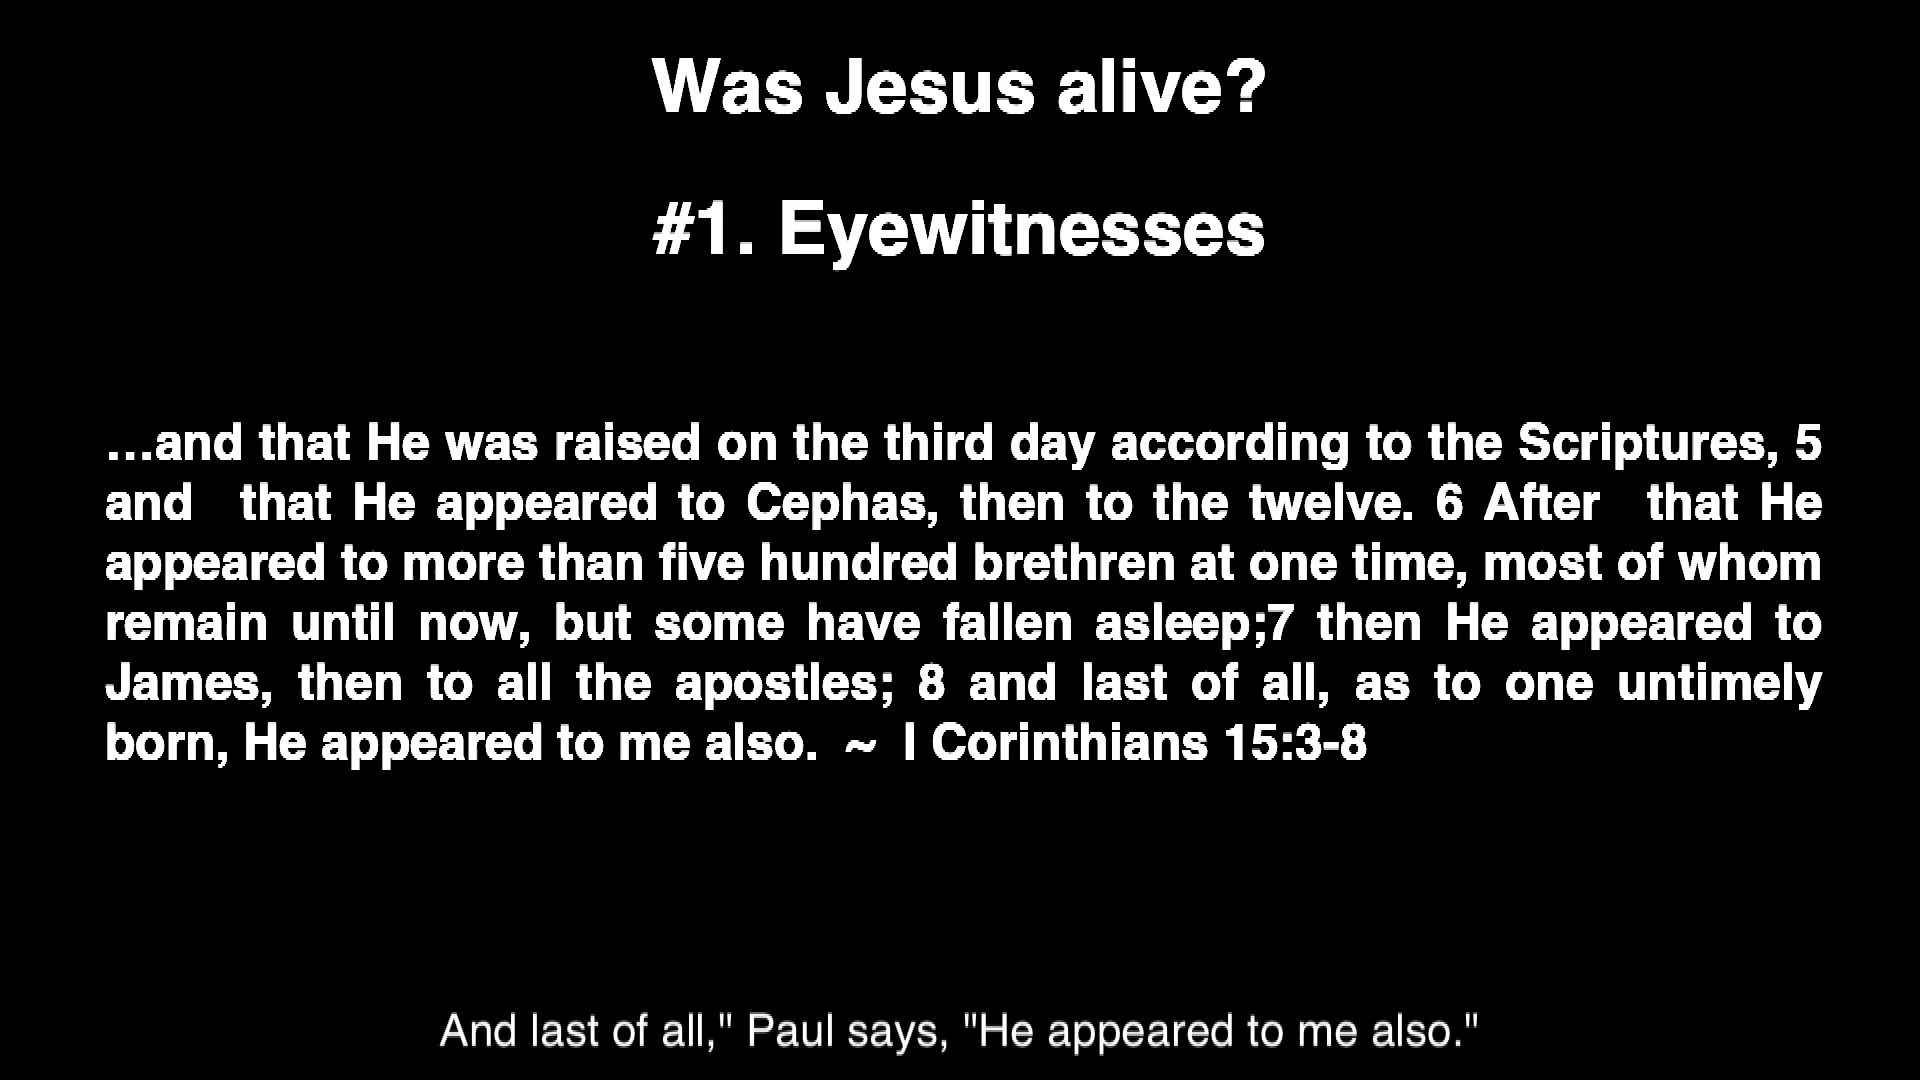 Was Jesus alive?
#1. Eyewitnesses
…and that He was raised on the third day according to the Scriptures, 5
and that He appeared to Cephas, then to the twelve. 6 After that He
appeared to more than five hundred brethren at one time, most of whom
remain until now, but some have fallen asleep;7 then He appeared to
James, then to all the apostles; 8 and last of all, as to one untimely
born, He appeared to me also. ~ I Corinthians 15:3-8
And last of all," Paul says, "He appeared to me also."